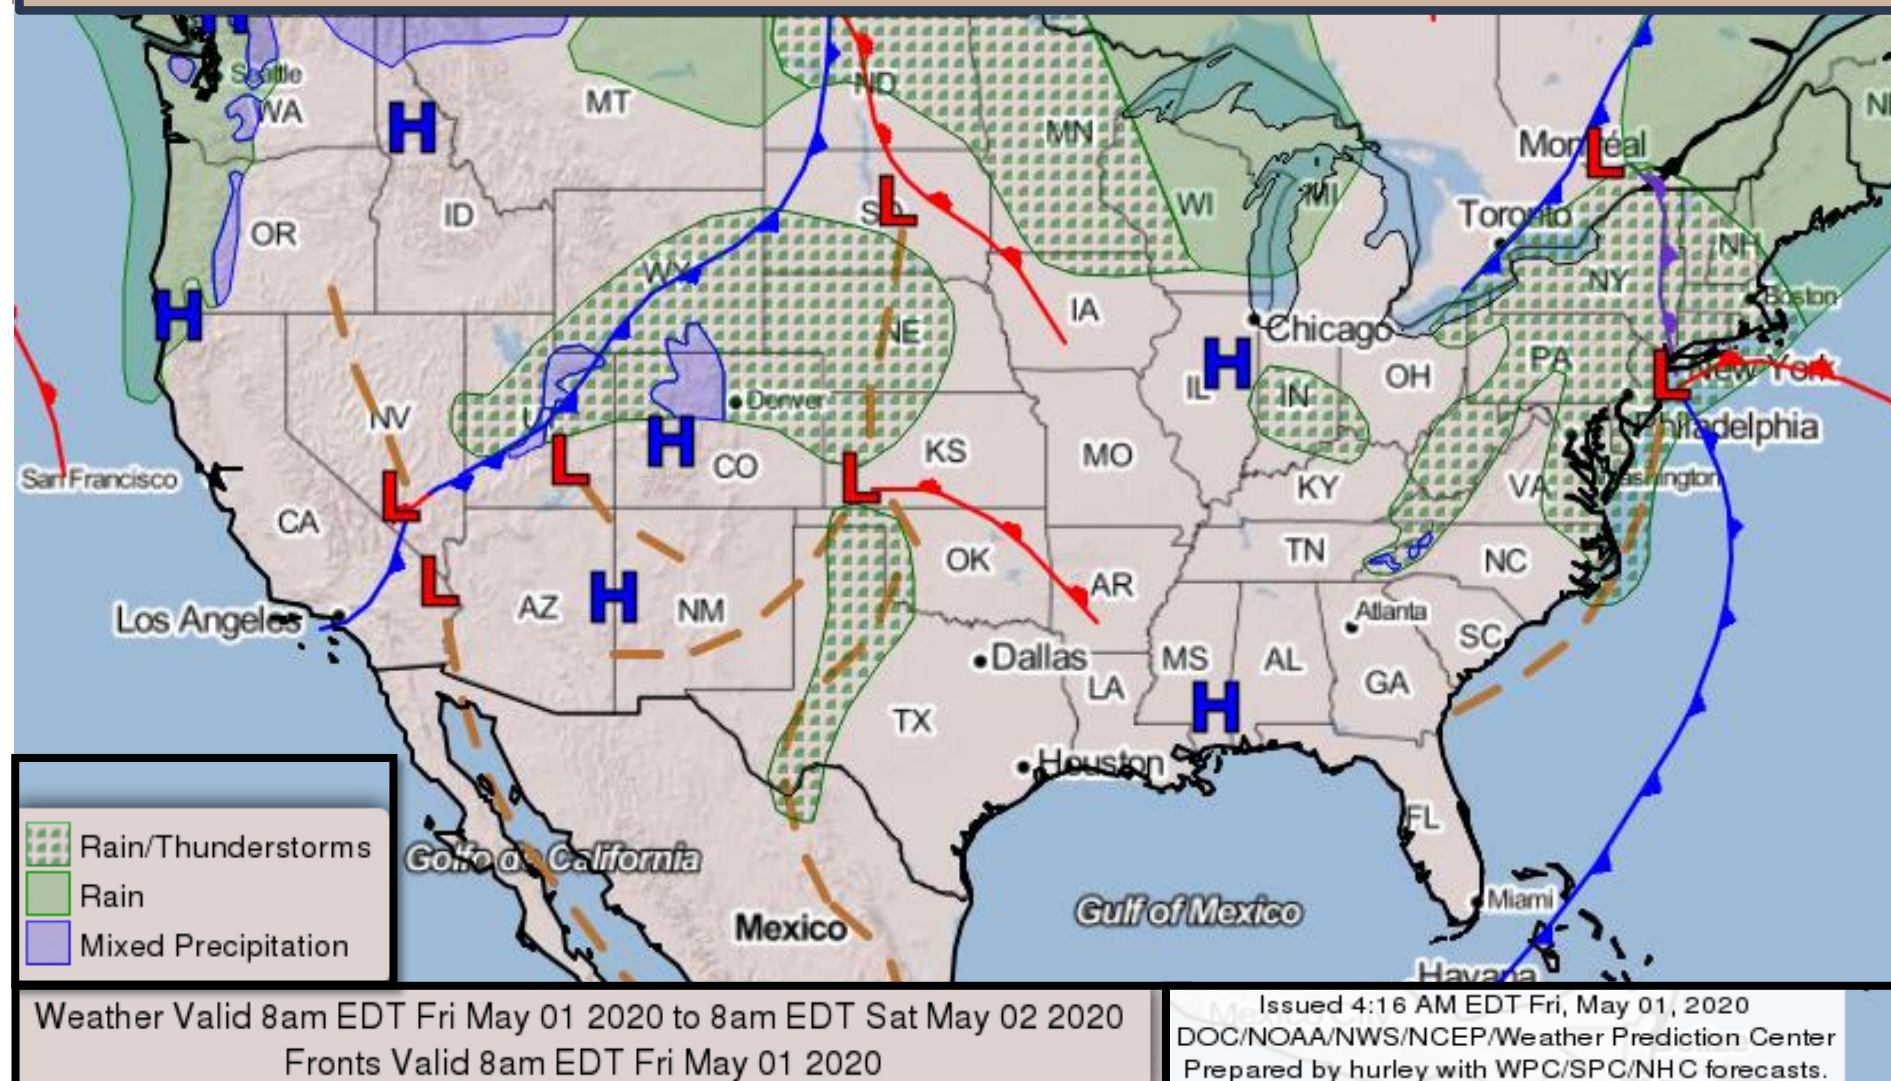 Seattle
WA
MT
ND
MN
Montréal
OR
ID
SD
WI
MI
Toronto
NH
WY
NY
Boston
NE
IA
Chicago
PA
New York
NV
UT
Denver
IL
IN
OH
Philadelphia
San Francisco
CO
KS
MO
KY
VA
Washington
CA
Los Angeles
AZ
NM
OK
AR
TN
NC
Atlanta
SC
Dallas
MS
AL
GA
LA
TX
Houston
FL
Golfo de California
Mexico
Gulf of Mexico
Miami
Havana
H
H
H
H
H
H
H
L
L
L
L
L
L
L
Rain/Thunderstorms
Rain
Mixed Precipitation
Weather Valid 8am EDT Fri May 01 2020 to 8am EDT Sat May 02 2020
Fronts Valid 8am EDT Fri May 01 2020
Issued 4:16 AM EDT Fri, May 01, 2020
DOC/NOAA/NWS/NCEP/Weather Prediction Center
Prepared by hurley with WPC/SPC/NHC forecasts.
Mexico City